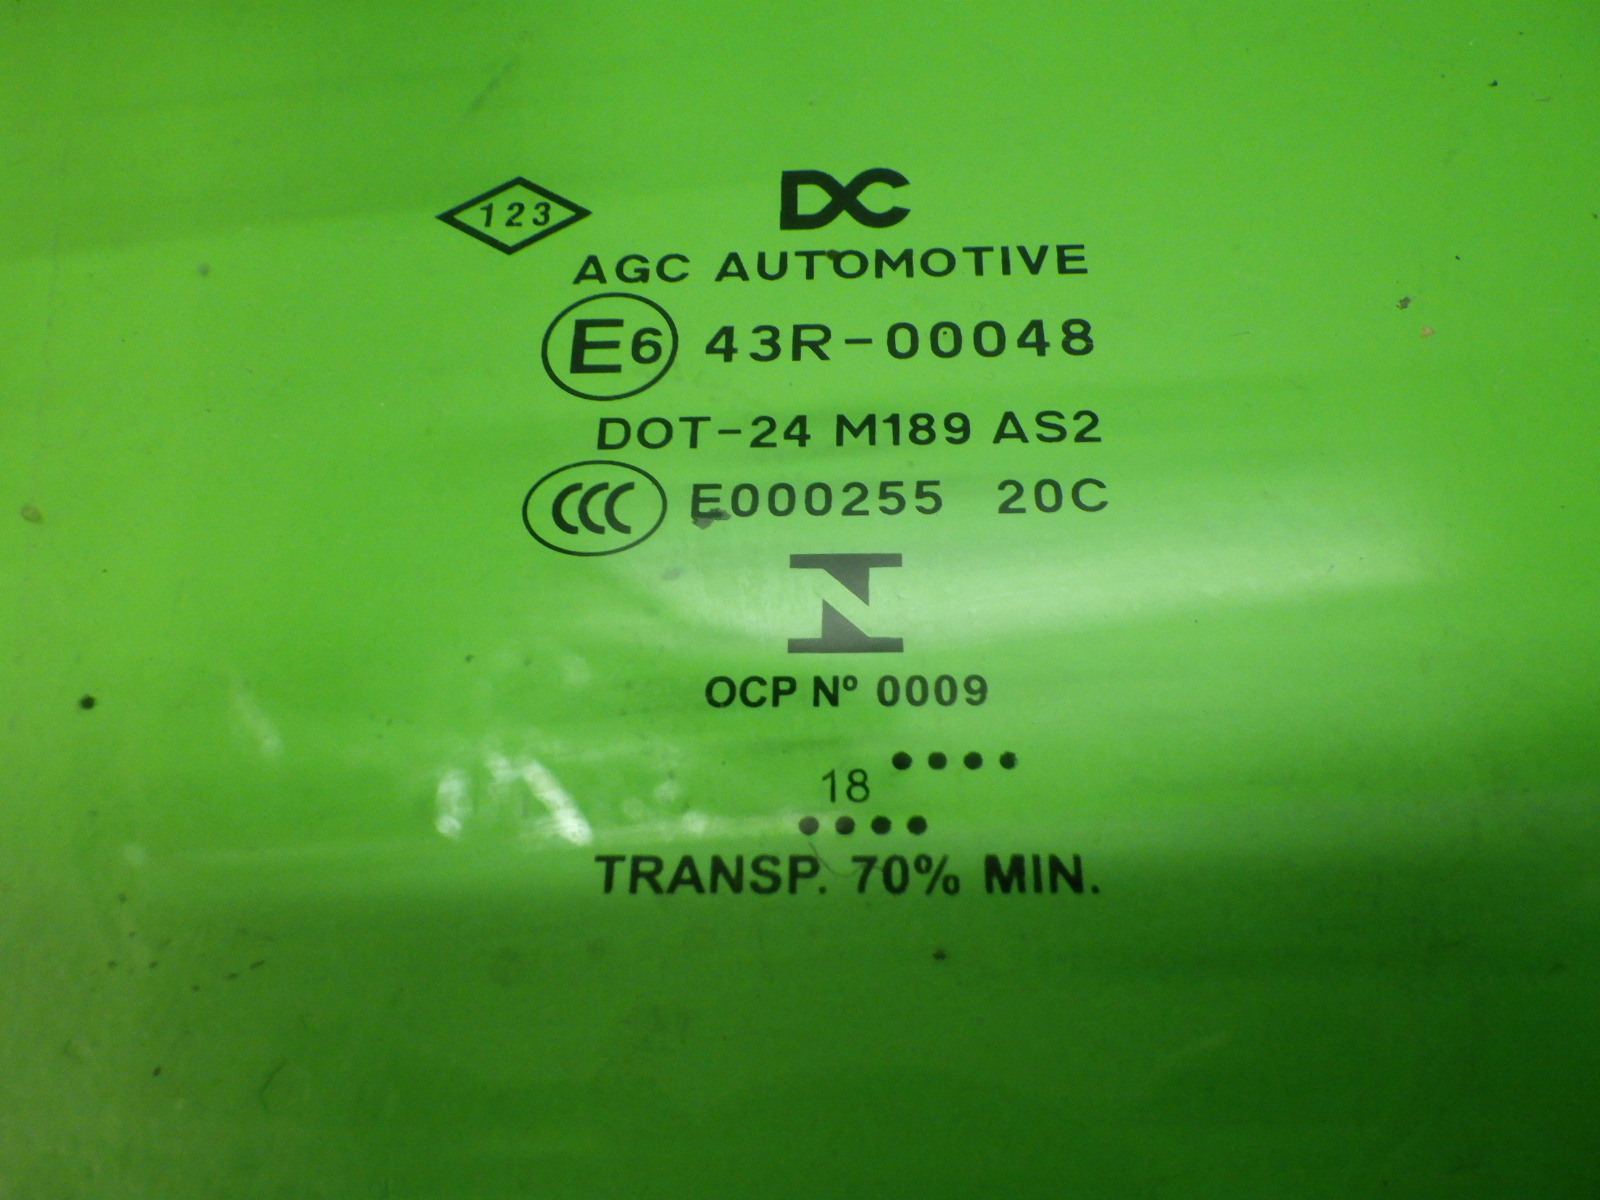 123
DC
AGC AUTOMOTIVE
E6 43R-00048
DOT-24 M189 AS2
CCC E000255 20C
OCP Nº 0009
18
TRANSP. 70% MIN.